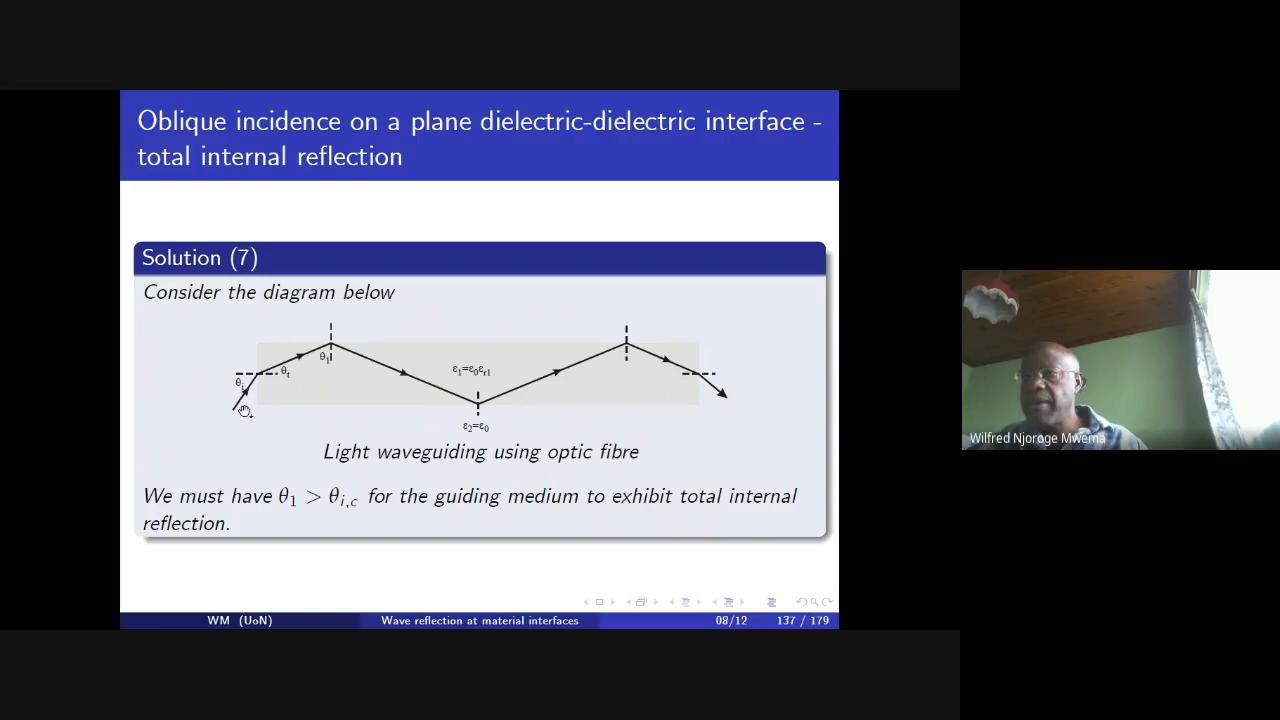 Oblique incidence on a plane dielectric-dielectric interface -
total internal reflection
Solution (7)
Consider the diagram below
θ₁
θₜ
θᵢ
ε₁=ε₀εᵣ₁
ε₂=ε₀
Light waveguiding using optic fibre
We must have θ₁ > θᵢ,c for the guiding medium to exhibit total internal
reflection.
WM (UoN)
Wave reflection at material interfaces
08/12
137 / 179
Wilfred Njoroge Mwema